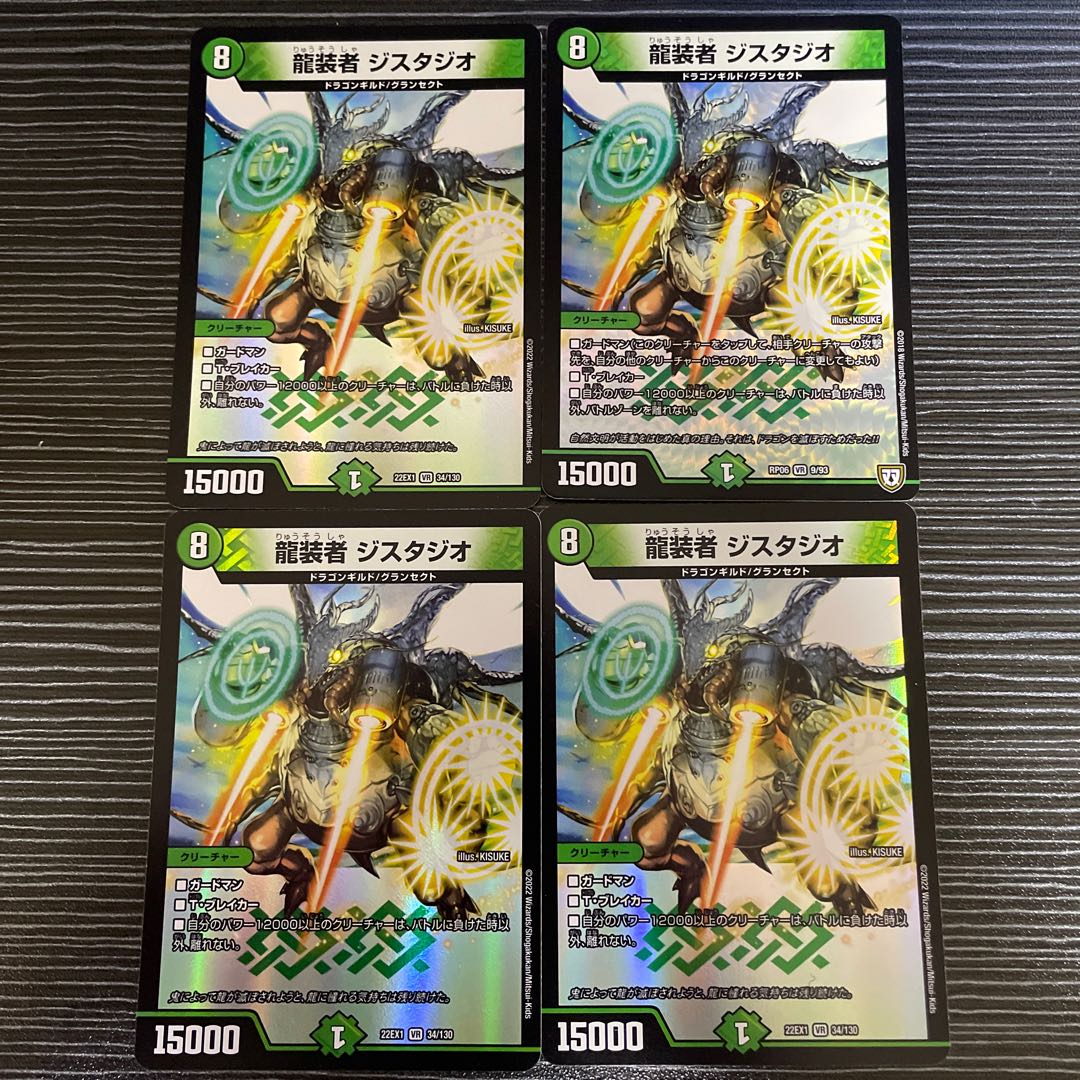 8
りゅうそうしゃ
龍装者 ジスタジオ
ドラゴンギルド/グランセクト
illus. KISUKE
クリーチャー
■ガードマン
■T・ブレイカー
■自分のパワー12000以上のクリーチャーは、バトルに負けた時以
外、離れない。
鬼によって龍が滅ぼされようと、龍に憧れる気持ちは残り続けた。
©2022 Wizards/Shogakukan/Mitsui-Kids
15000
1
22EX1 VR 34/130
8
りゅうそうしゃ
龍装者 ジスタジオ
ドラゴンギルド/グランセクト
illus. KISUKE
クリーチャー
■ガードマン(このクリーチャーをタップして、相手クリーチャーの攻撃
先を、自分の他のクリーチャーからこのクリーチャーに変更してもよい)
■T・ブレイカー
■自分のパワー12000以上のクリーチャーは、バトルに負けた時以
外、バトルゾーンを離れない。
自然文明が活動をはじめた真の理由。それは、ドラゴンを滅ぼすためだった!!
©2018 Wizards/Shogakukan/Mitsui-Kids
15000
1
RP06 VR 9/93
8
りゅうそうしゃ
龍装者 ジスタジオ
ドラゴンギルド/グランセクト
illus. KISUKE
クリーチャー
■ガードマン
■T・ブレイカー
■自分のパワー12000以上のクリーチャーは、バトルに負けた時以
外、離れない。
鬼によって龍が滅ぼされようと、龍に憧れる気持ちは残り続けた。
©2022 Wizards/Shogakukan/Mitsui-Kids
15000
1
22EX1 VR 34/130
8
りゅうそうしゃ
龍装者 ジスタジオ
ドラゴンギルド/グランセクト
illus. KISUKE
クリーチャー
■ガードマン
■T・ブレイカー
■自分のパワー12000以上のクリーチャーは、バトルに負けた時以
外、離れない。
鬼によって龍が滅ぼされようと、龍に憧れる気持ちは残り続けた。
©2022 Wizards/Shogakukan/Mitsui-Kids
15000
1
22EX1 VR 34/130